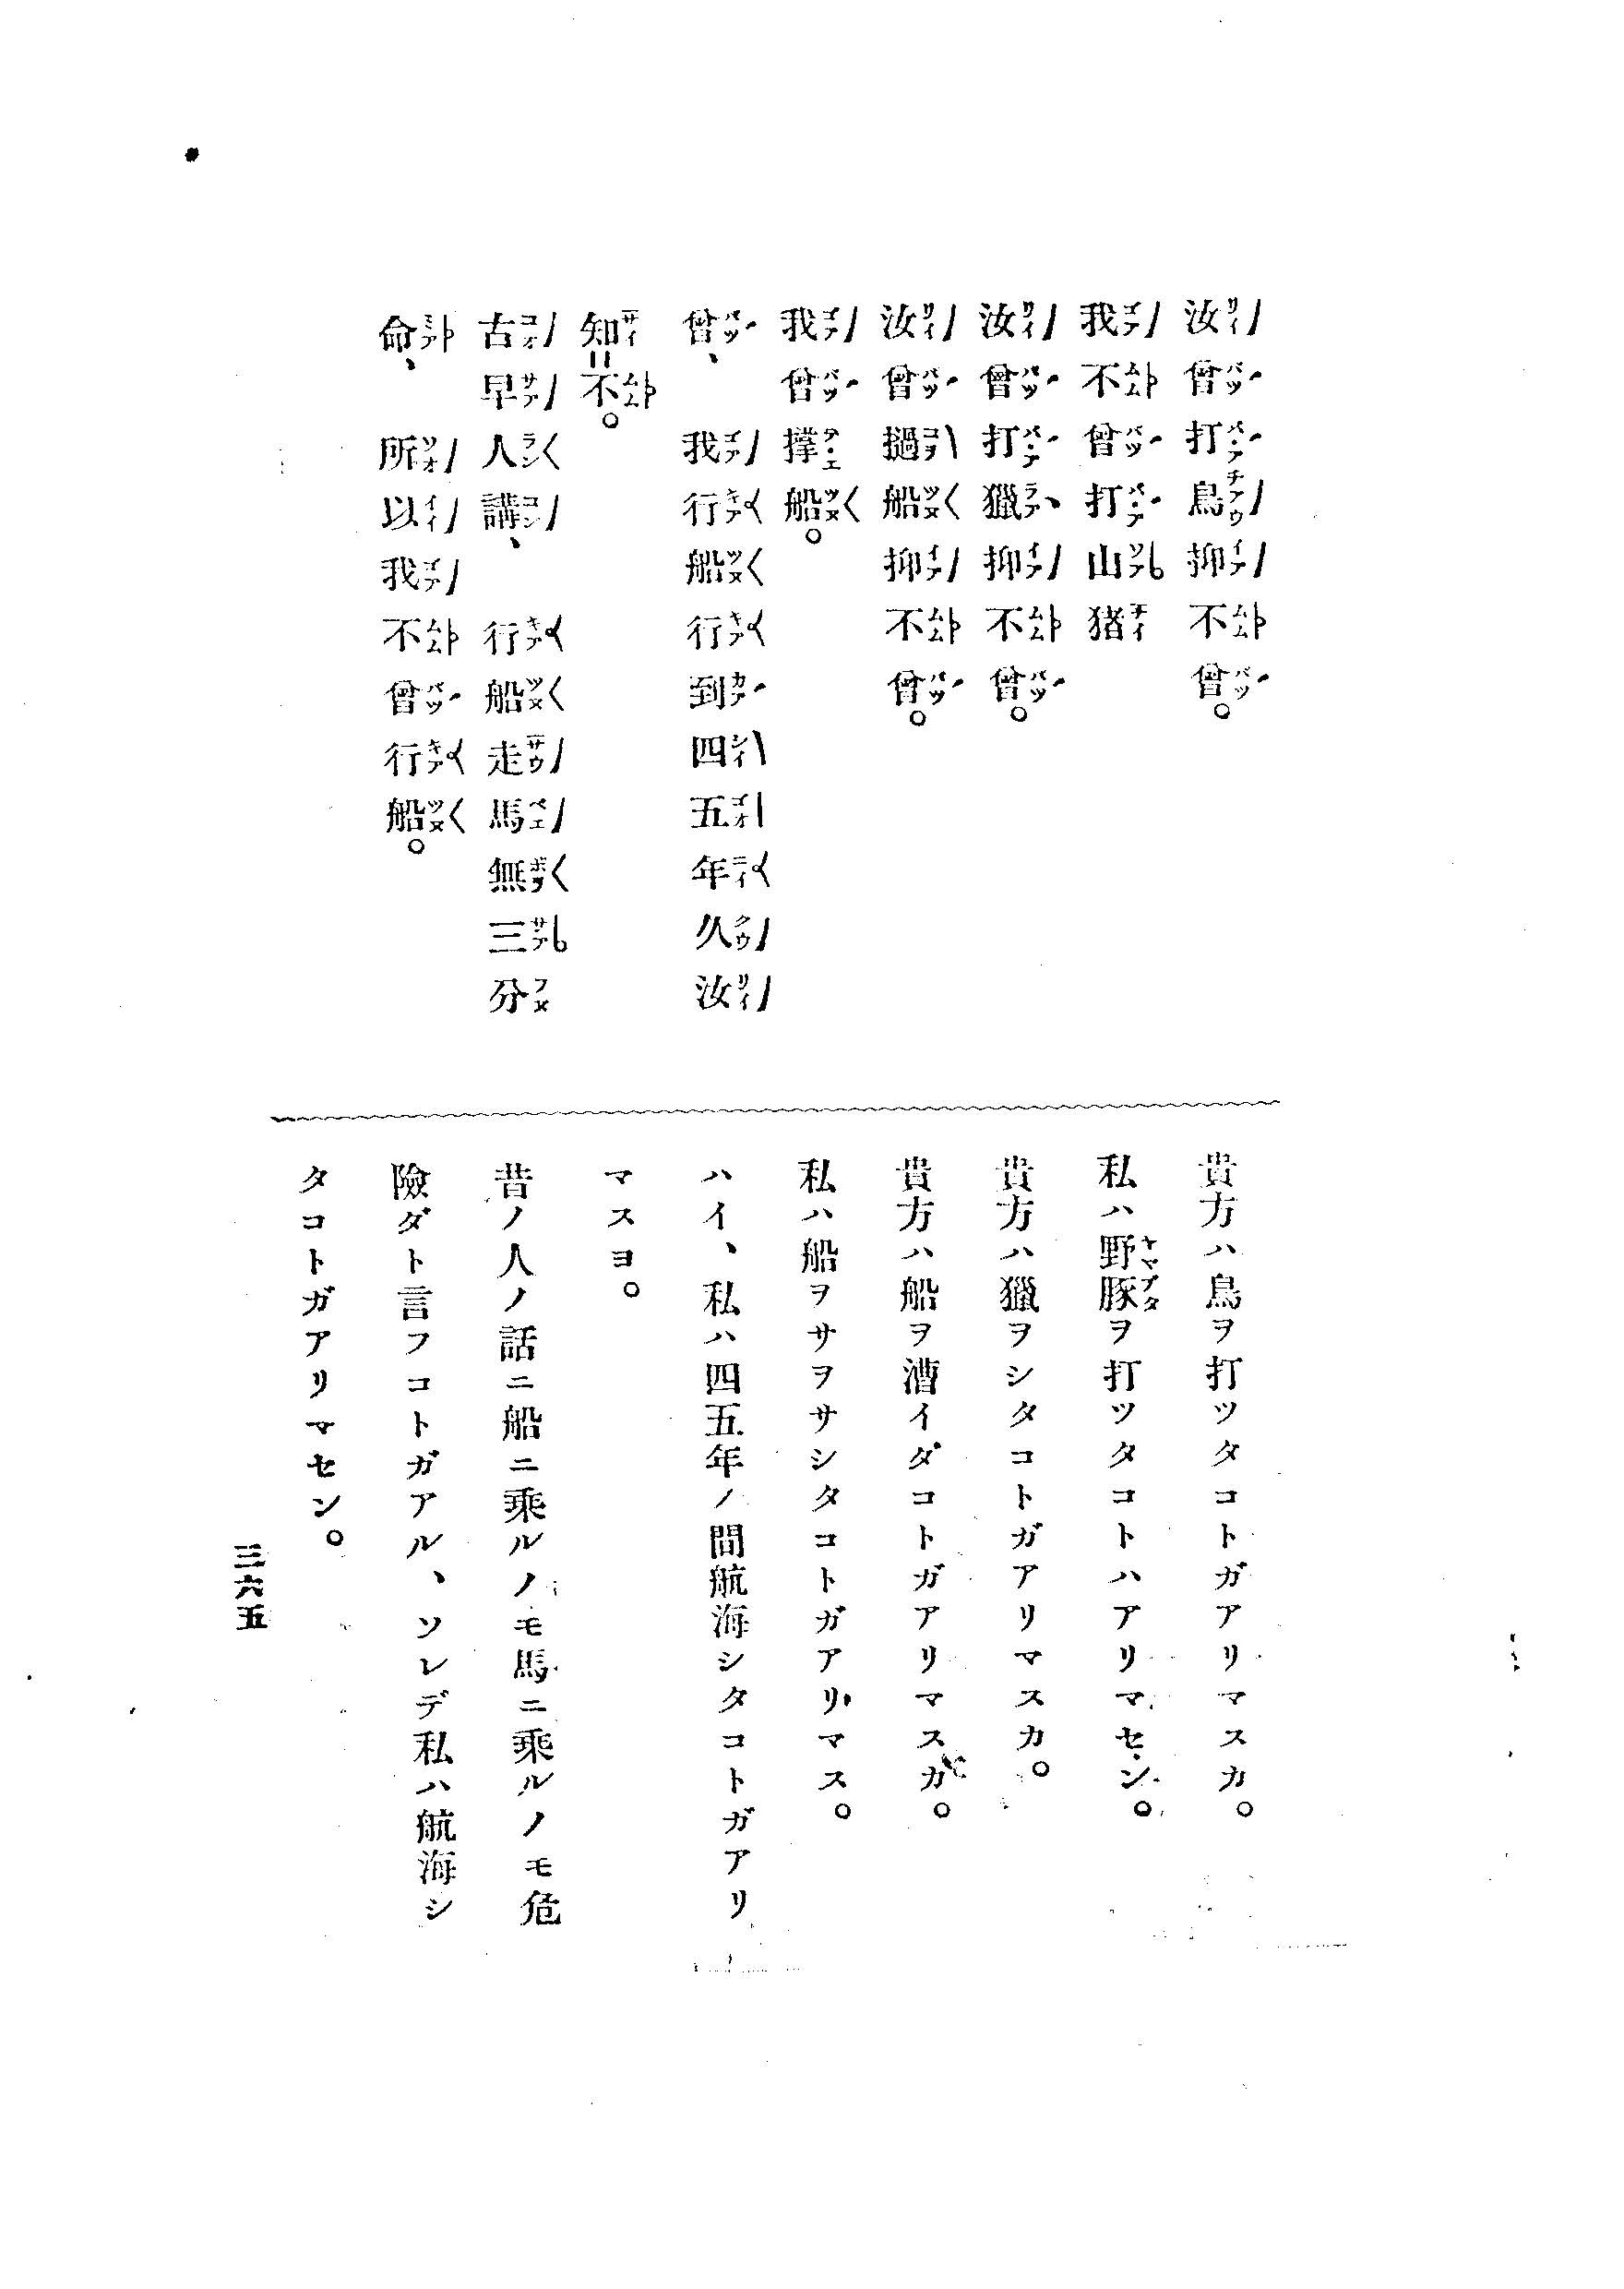 汝曾打鳥抑不曾。
我不曾打山猪
汝曾打獵抑不曾。
汝曾撾船抑不曾。
我曾撐船。
曾、我行船行到四五年久汝
知=不。
古早人講、行船走馬無三分
命、所以我不曾行船。
貴方ハ鳥ヲ打ツタコトガアリマスカ。
私ハ野豚ヲ打ツタコトハアリマセン。
貴方ハ獵ヲシタコトガアリマスカ。
貴方ハ船ヲ漕イダコトガアリマスカ。
私ハ船ヲサヲサシタコトガアリマス。
ハイ、私ハ四五年ノ間航海シタコトガアリ
マスヨ。
昔ノ人ノ話ニ船ニ乘ルノモ馬ニ乘ルノモ危
險ダト言フコトガアル、ソレデ私ハ航海シ
タコトガアリマセン。
三六五